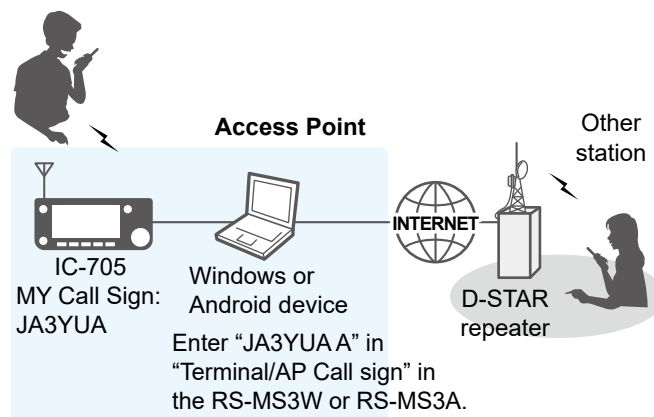 Access Point
Other
station
INTERNET
IC-705
MY Call Sign:
JA3YUA
Windows or
Android device
D-STAR
repeater
Enter “JA3YUA A” in
“Terminal/AP Call sign” in
the RS-MS3W or RS-MS3A.